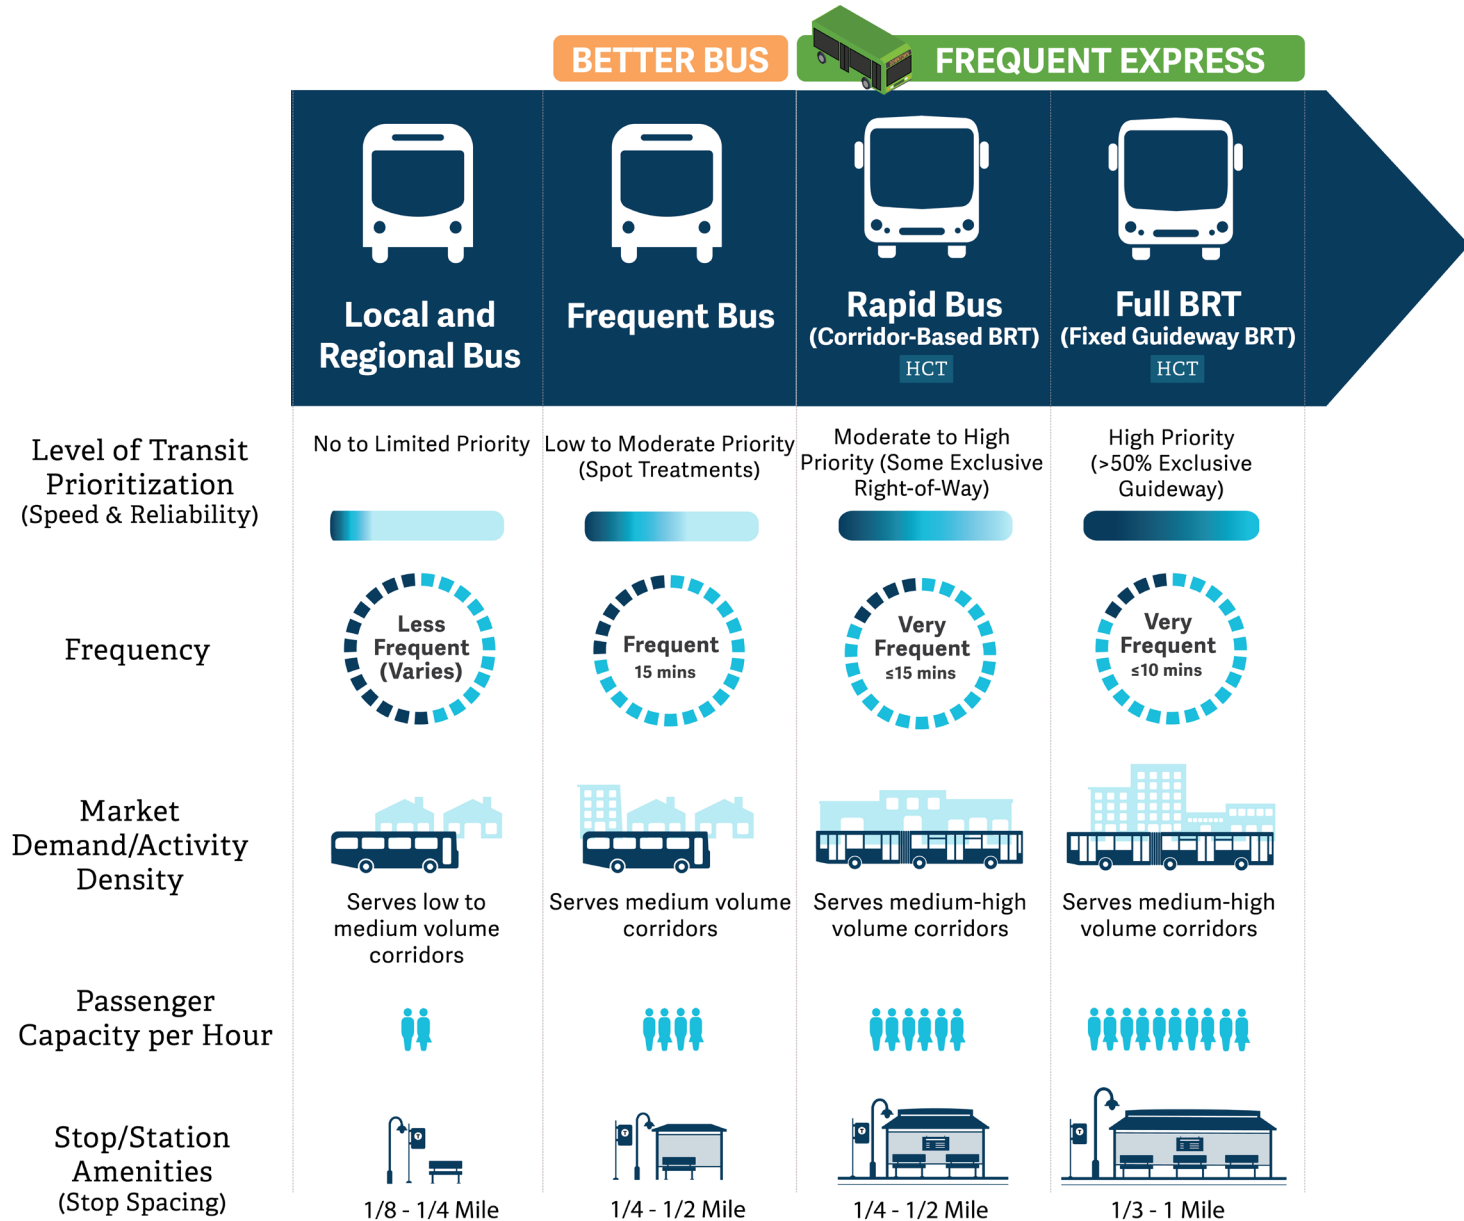 BETTER BUS
FREQUENT EXPRESS
Local and
Regional Bus
Frequent Bus
Rapid Bus
(Corridor-Based BRT)
HCT
Full BRT
(Fixed Guideway BRT)
HCT
Level of Transit
Prioritization
(Speed & Reliability)
No to Limited Priority
Low to Moderate Priority
(Spot Treatments)
Moderate to High
Priority (Some Exclusive
Right-of-Way)
High Priority
(>50% Exclusive
Guideway)
Frequency
Less
Frequent
(Varies)
Frequent
15 mins
Very
Frequent
≤15 mins
Very
Frequent
≤10 mins
Market
Demand/Activity
Density
Serves low to
medium volume
corridors
Serves medium volume
corridors
Serves medium-high
volume corridors
Serves medium-high
volume corridors
Passenger
Capacity per Hour
Stop/Station
Amenities
(Stop Spacing)
T
T
T
T
1/8 - 1/4 Mile
1/4 - 1/2 Mile
1/4 - 1/2 Mile
1/3 - 1 Mile